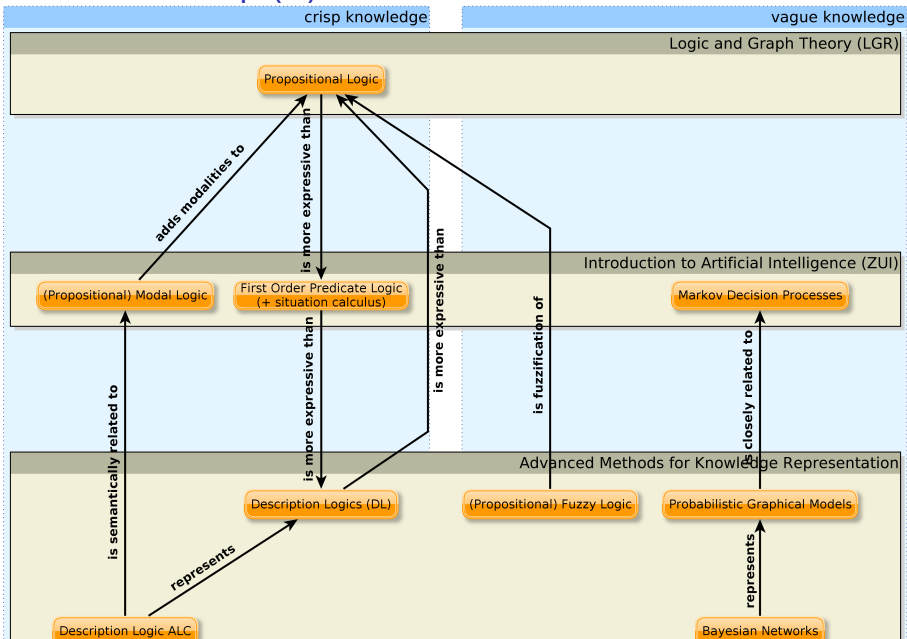 crisp knowledge
vague knowledge
Logic and Graph Theory (LGR)
Propositional Logic
adds modalities to
is more expressive than
is more expressive than
is fuzzification of
Introduction to Artificial Intelligence (ZUI)
(Propositional) Modal Logic
First Order Predicate Logic
(+ situation calculus)
Markov Decision Processes
is semantically related to
is more expressive than
is closely related to
Advanced Methods for Knowledge Representation
Description Logics (DL)
(Propositional) Fuzzy Logic
Probabilistic Graphical Models
represents
represents
Description Logic ALC
Bayesian Networks